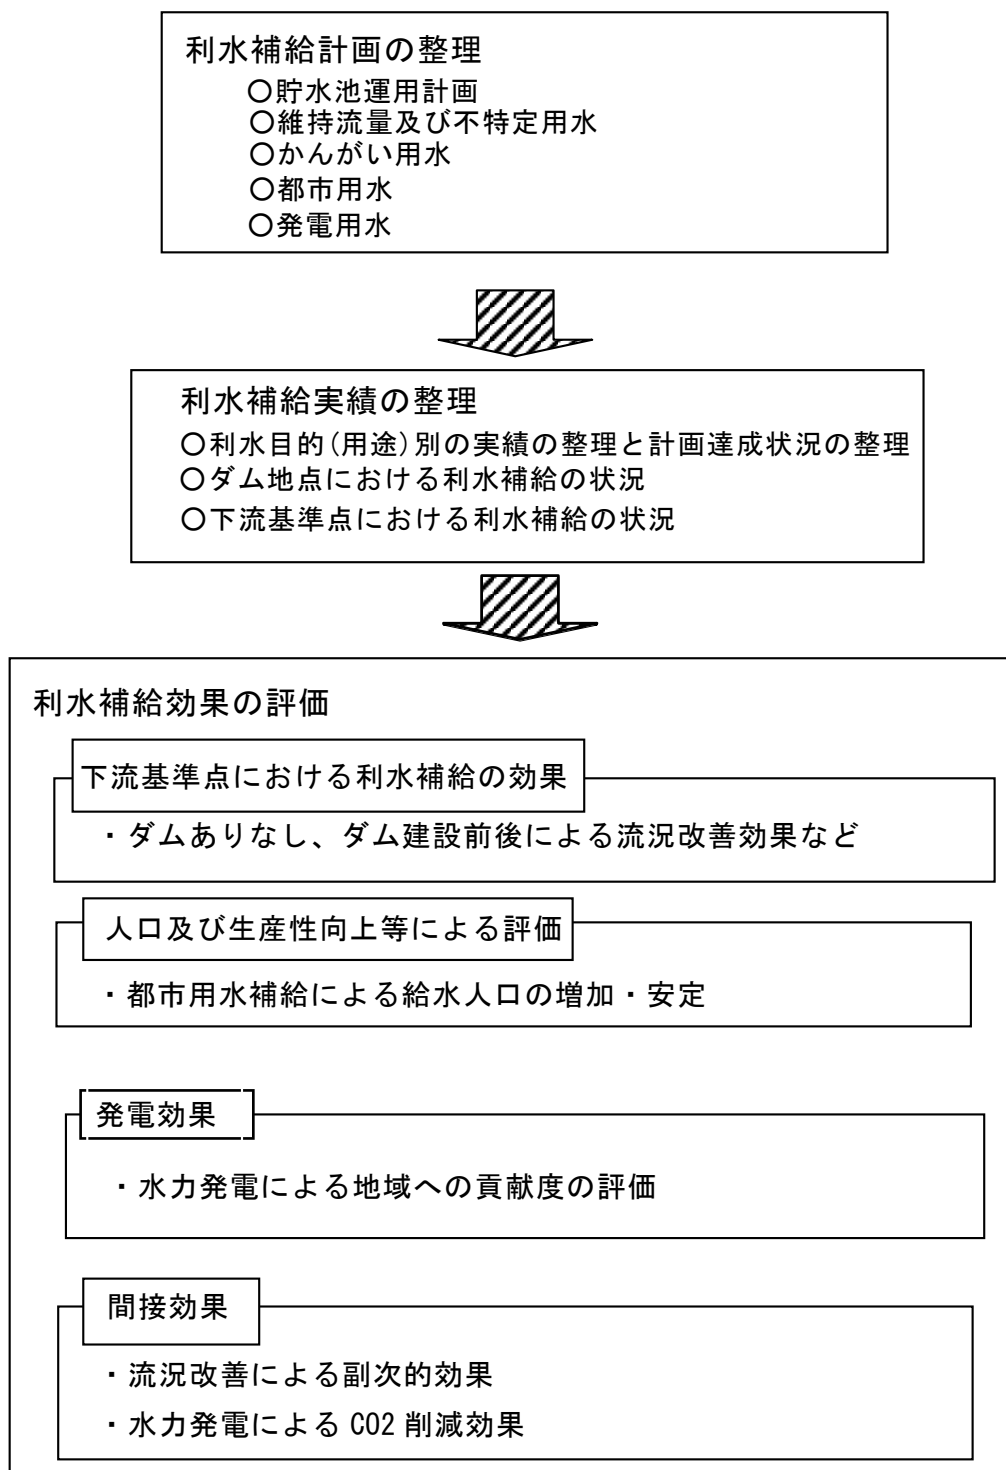 利水補給計画の整理
○貯水池運用計画
○維持流量及び不特定用水
○かんがい用水
○都市用水
○発電用水
利水補給実績の整理
○利水目的(用途)別の実績の整理と計画達成状況の整理
○ダム地点における利水補給の状況
○下流基準点における利水補給の状況
利水補給効果の評価
下流基準点における利水補給の効果
・ダムありなし、ダム建設前後による流況改善効果など
人口及び生産性向上等による評価
・都市用水補給による給水人口の増加・安定
発電効果
・水力発電による地域への貢献度の評価
間接効果
・流況改善による副次的効果
・水力発電による CO2 削減効果